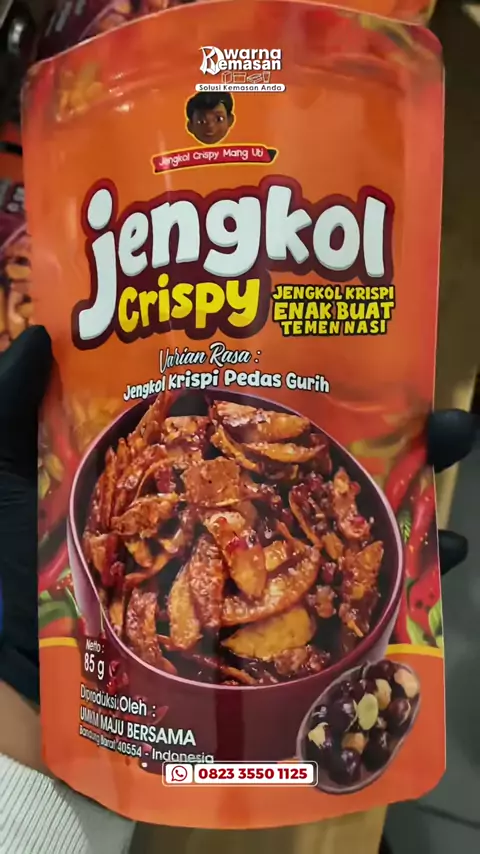 warna
Kemasan
Solusi Kemasan Anda
Jengkol Crispy Mang Uti
jengkol
crispy
JENGKOL KRISPI
ENAK BUAT
TEMEN NASI
Varian Rasa :
Jengkol Krispi Pedas Gurih
Netto :
85 g
Diproduksi Oleh :
UMKM MAJU BERSAMA
Bandung Barat 40554 - Indonesia
0823 3550 1125